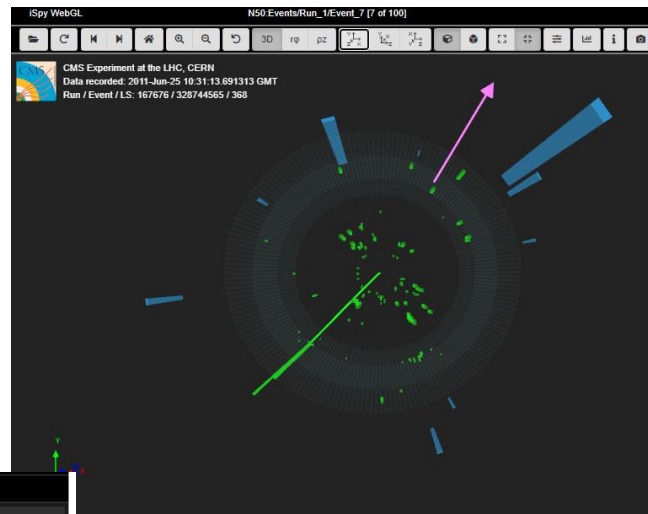 iSpy WebGL
N50:Events/Run_1/Event_7 [7 of 100]
3D rφ ρZ
CMS
CMS Experiment at the LHC, CERN
Data recorded: 2011-Jun-25 10:31:13.691313 GMT
Run / Event / LS: 167676 / 328744565 / 368
Y